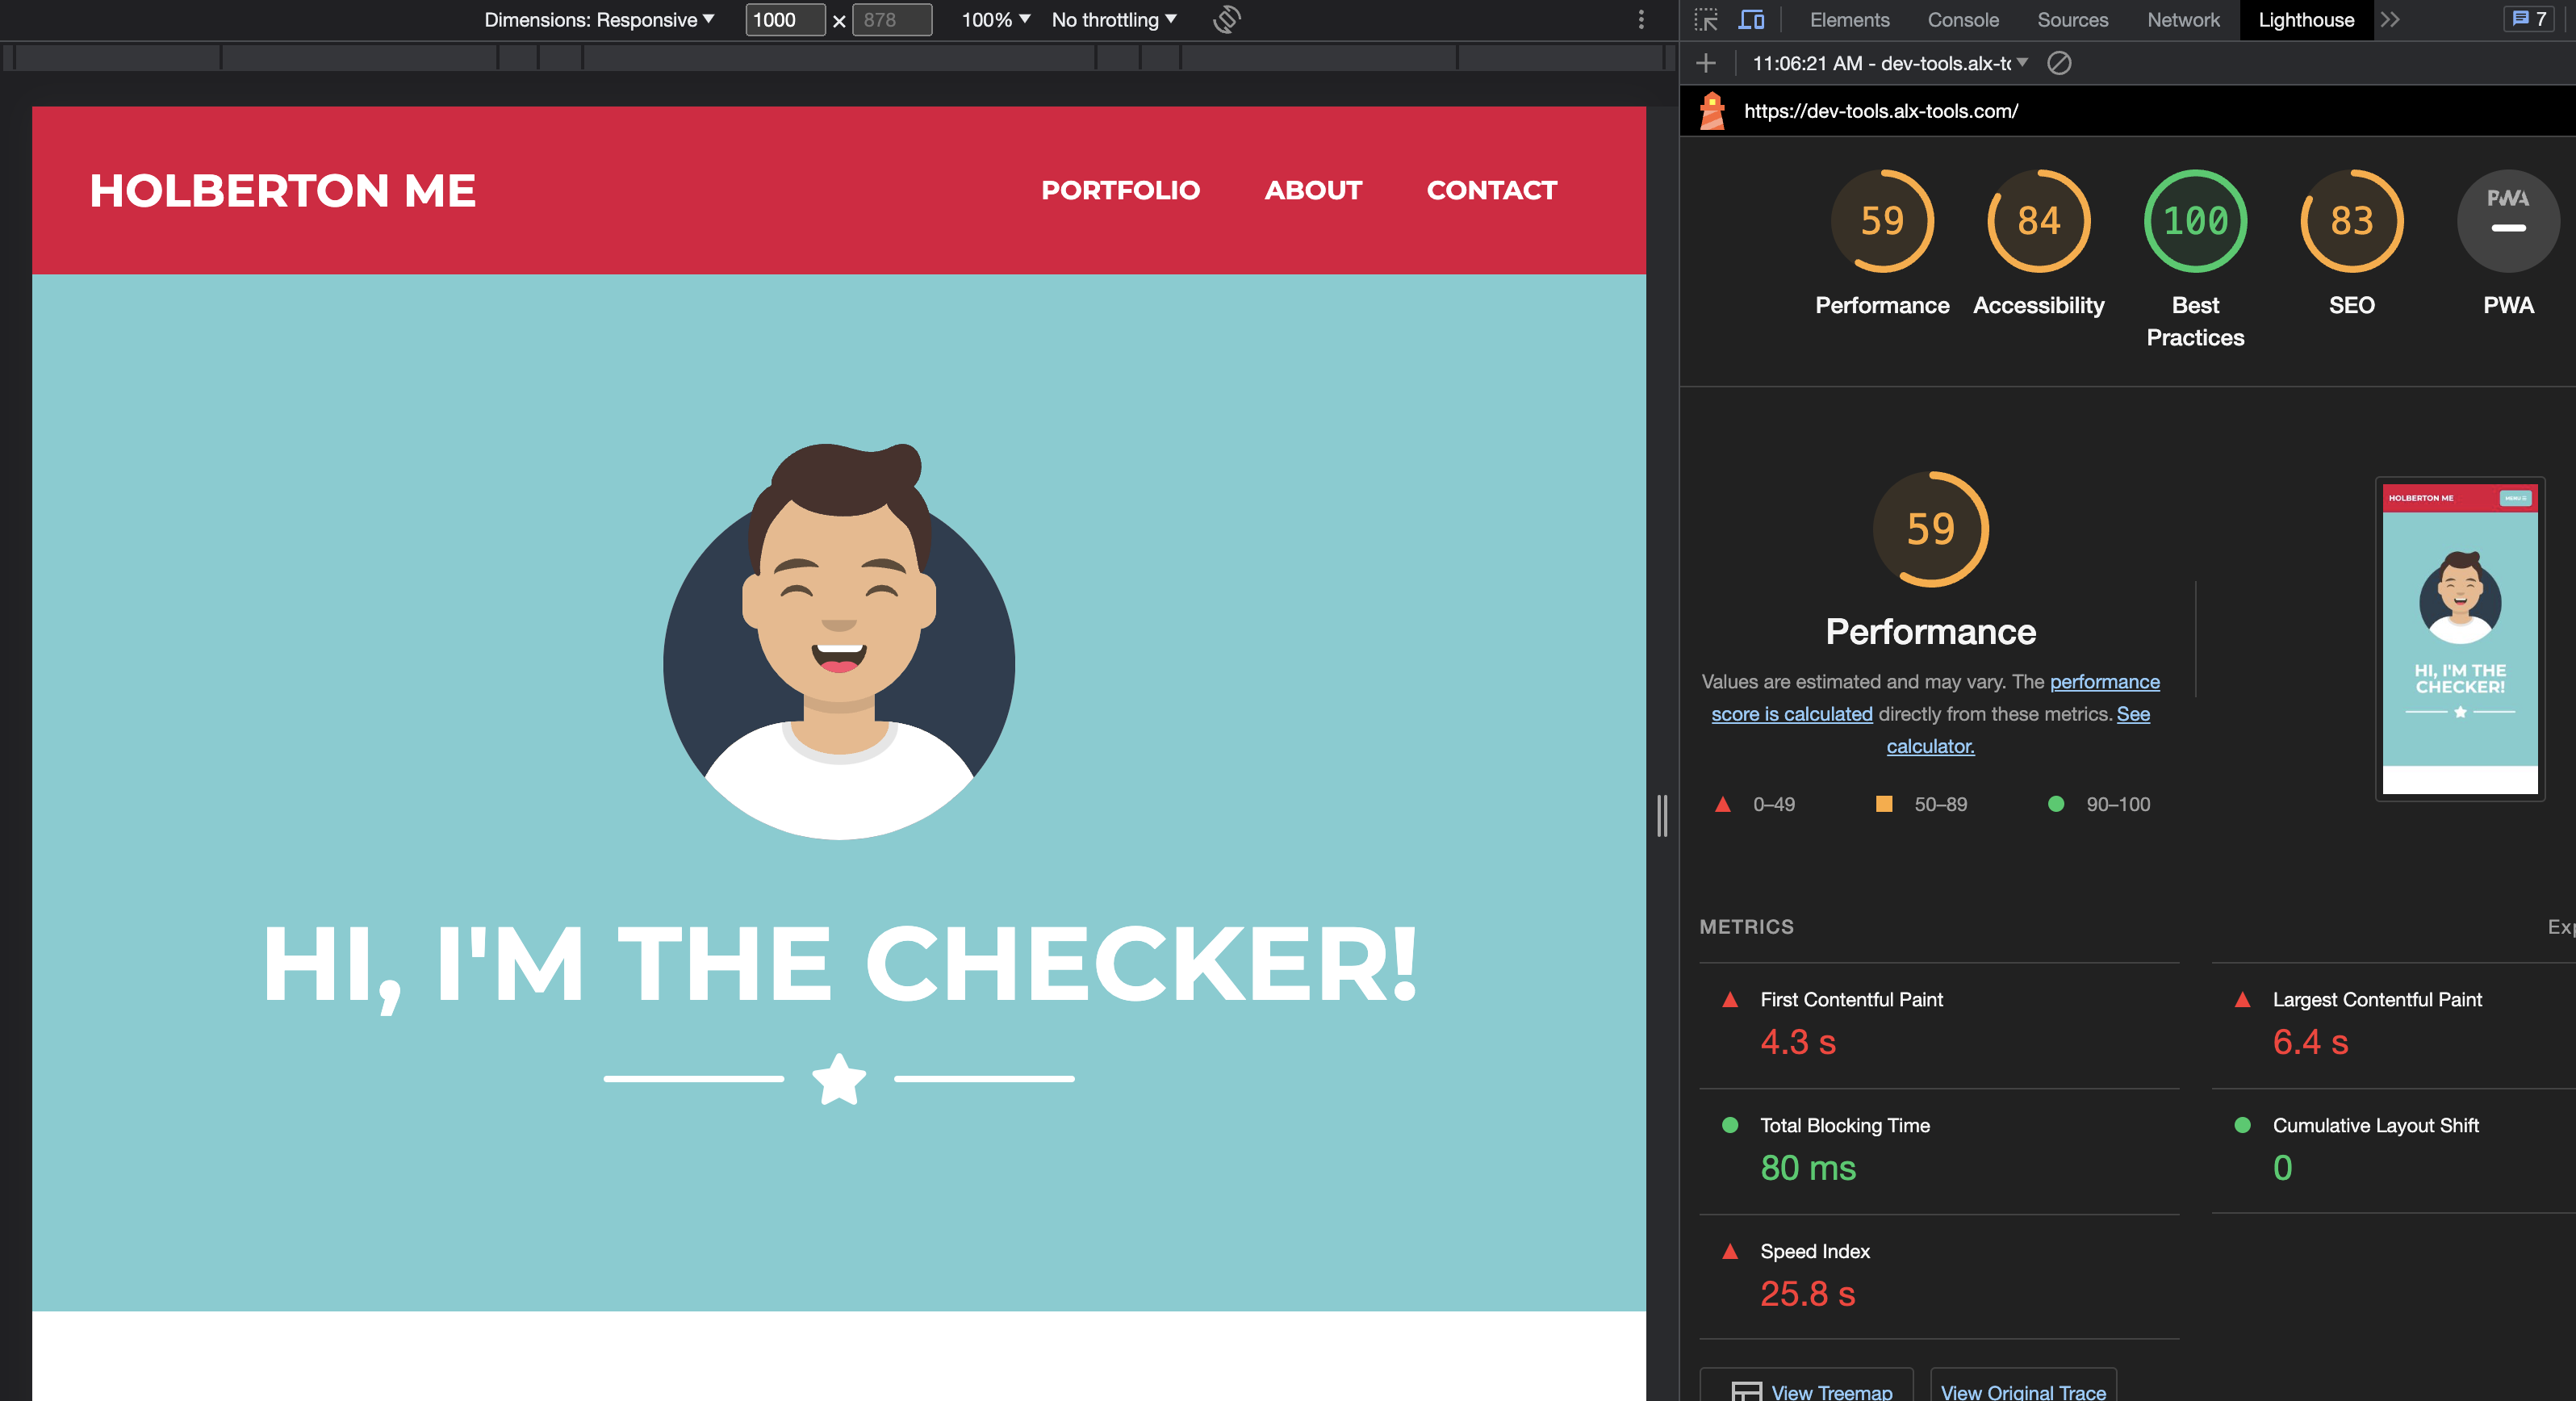 Dimensions: Responsive 1000 × 878 100% No throttling
Elements Console Sources Network Lighthouse 7
11:06:21 AM - dev-tools.alx-to
https://dev-tools.alx-tools.com/
HOLBERTON ME PORTFOLIO ABOUT CONTACT
HI, I'M THE CHECKER!
59 84 100 83 PWA
Performance Accessibility Best Practices SEO PWA
59
Performance
Values are estimated and may vary. The performance
score is calculated directly from these metrics. See
calculator.
0–49 50–89 90–100
HOLBERTON ME MENU
HI, I'M THE
CHECKER!
METRICS Exp
First Contentful Paint
4.3 s
Largest Contentful Paint
6.4 s
Total Blocking Time
80 ms
Cumulative Layout Shift
0
Speed Index
25.8 s
View Treemap View Original Trace